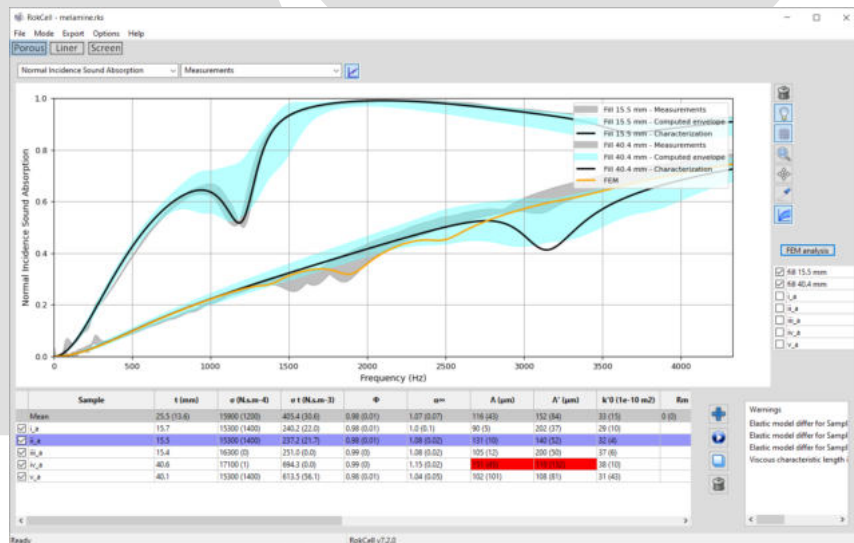 RokCell - melamine.rks
File Mode Export Options Help
Porous Liner Screen
Normal Incidence Sound Absorption Measurements
Normal Incidence Sound Absorption
1.0
0.8
0.6
0.4
0.2
0.0
0 500 1000 1500 2000 2500 3000 3500 4000
Frequency (Hz)
Fill 15.5 mm - Measurements
Fill 15.5 mm - Computed envelope
Fill 15.5 mm - Characterization
Fill 40.4 mm - Measurements
Fill 40.4 mm - Computed envelope
Fill 40.4 mm - Characterization
FEM
FEM analysis
fill 15.5 mm
fill 40.4 mm
i_a
ii_a
iii_a
iv_a
v_a
Sample t (mm) σ (N.s.m-4) σ t (N.s.m-3) Φ α∞ Λ (μm) Λ' (μm) k'0 (1e-10 m2) Rm
Mean 25.5 (13.6) 15900 (1200) 405.4 (30.6) 0.98 (0.01) 1.07 (0.07) 116 (43) 152 (84) 33 (15) 0 (0)
i_a 15.7 15300 (1400) 240.2 (22.0) 0.98 (0.01) 1.0 (0.1) 90 (5) 202 (37) 29 (10)
ii_a 15.5 15300 (1400) 237.2 (21.7) 0.98 (0.01) 1.08 (0.02) 131 (10) 140 (52) 32 (4)
iii_a 15.4 16300 (0) 251.0 (0.0) 0.99 (0) 1.08 (0.02) 105 (12) 200 (50) 37 (6)
iv_a 40.6 17100 (1) 694.3 (0.0) 0.99 (0) 1.15 (0.02) 38 (10)
v_a 40.1 15300 (1400) 613.5 (56.1) 0.98 (0.01) 1.04 (0.05) 102 (101) 108 (81) 31 (43)
Warnings
Elastic model differ for Sampl
Elastic model differ for Sampl
Elastic model differ for Sampl
Viscous characteristic length i
Ready RokCell v7.2.0